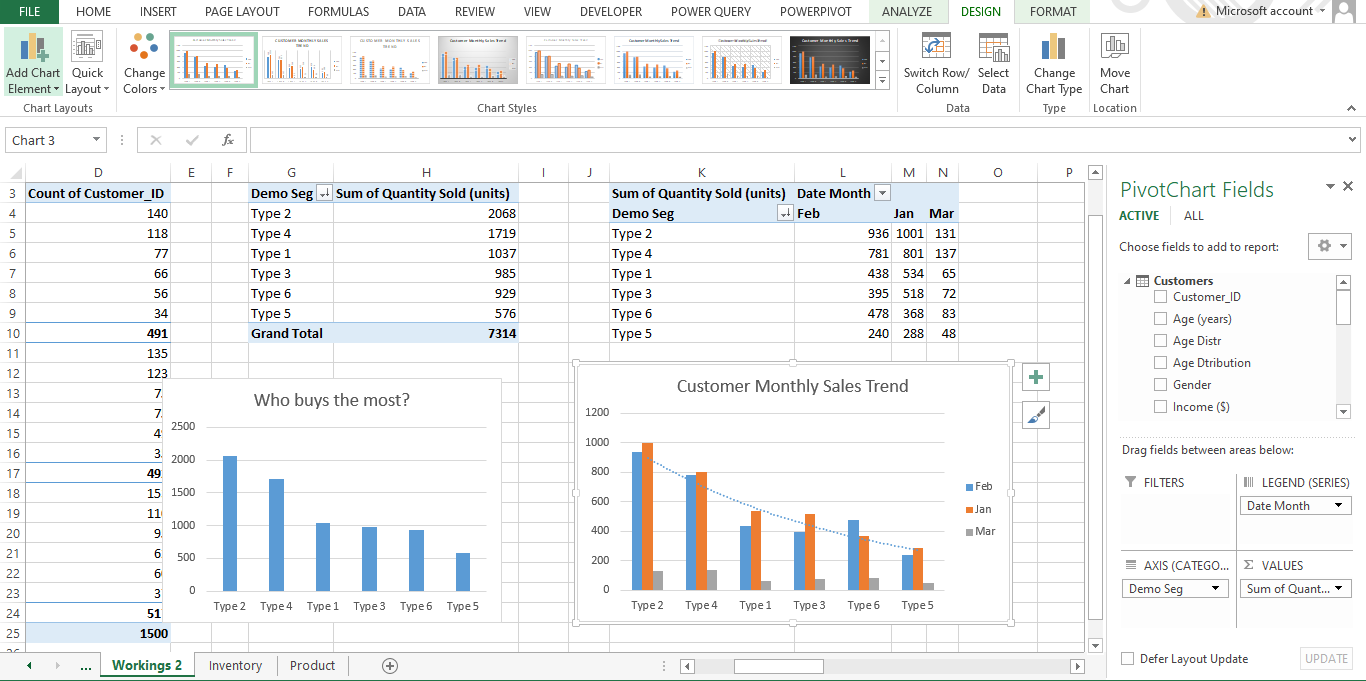 FILE HOME INSERT PAGE LAYOUT FORMULAS DATA REVIEW VIEW DEVELOPER POWER QUERY POWERPIVOT ANALYZE DESIGN FORMAT Microsoft account
Add Chart Element Quick Layout Change Colors Switch Row/ Column Select Data Change Chart Type Move Chart
Chart Layouts Chart Styles Data Type Location
Chart 3 fx
D E F G H I J K L M N O P
3 Count of Customer_ID Demo Seg Sum of Quantity Sold (units) Sum of Quantity Sold (units) Date Month
4 140 Type 2 2068 Demo Seg Feb Jan Mar
5 118 Type 4 1719 Type 2 936 1001 131
6 77 Type 1 1037 Type 4 781 801 137
7 66 Type 3 985 Type 1 438 534 65
8 56 Type 6 929 Type 3 395 518 72
9 34 Type 5 576 Type 6 478 368 83
10 491 Grand Total 7314 Type 5 240 288 48
11 135
12 123
13 7
14 7
15 4
16 3
17 49
18 15
19 11
20 9
21 6
22 6
23 3
24 51
25 1500
Who buys the most?
2500
2000
1500
1000
500
0
Type 2 Type 4 Type 1 Type 3 Type 6 Type 5
Customer Monthly Sales Trend
1200
1000
800
600
400
200
0
Type 2 Type 4 Type 1 Type 3 Type 6 Type 5
Feb
Jan
Mar
PivotChart Fields
ACTIVE ALL
Choose fields to add to report:
Customers
Customer_ID
Age (years)
Age Distr
Age Dtribution
Gender
Income ($)
Drag fields between areas below:
FILTERS LEGEND (SERIES)
Date Month
AXIS (CATEGO... Σ VALUES
Demo Seg Sum of Quant...
Defer Layout Update UPDATE
... Workings 2 Inventory Product